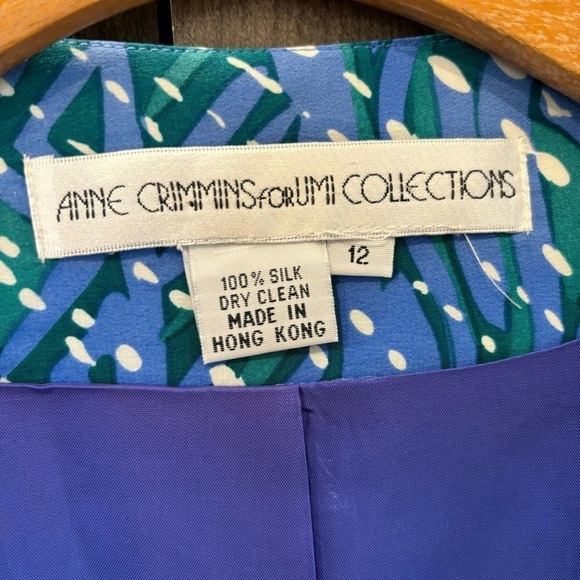 ANNE CRIMMINS FOR UMI COLLECTIONS
12
100% SILK
DRY CLEAN
MADE IN
HONG KONG